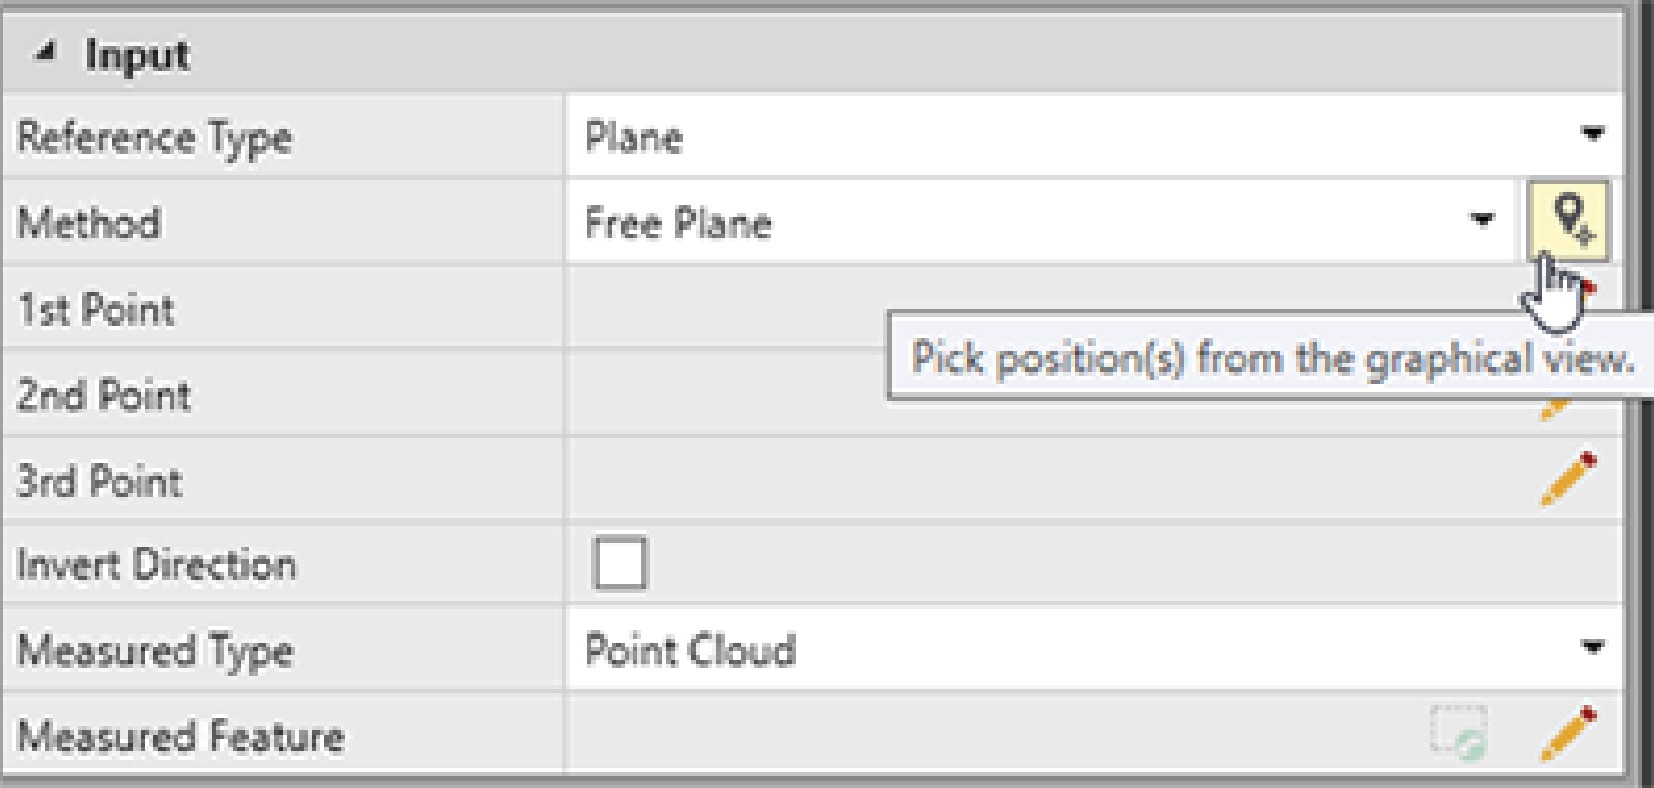 Input
Reference Type Plane
Method Free Plane
1st Point
Pick position(s) from the graphical view.
2nd Point
3rd Point
Invert Direction
Measured Type Point Cloud
Measured Feature